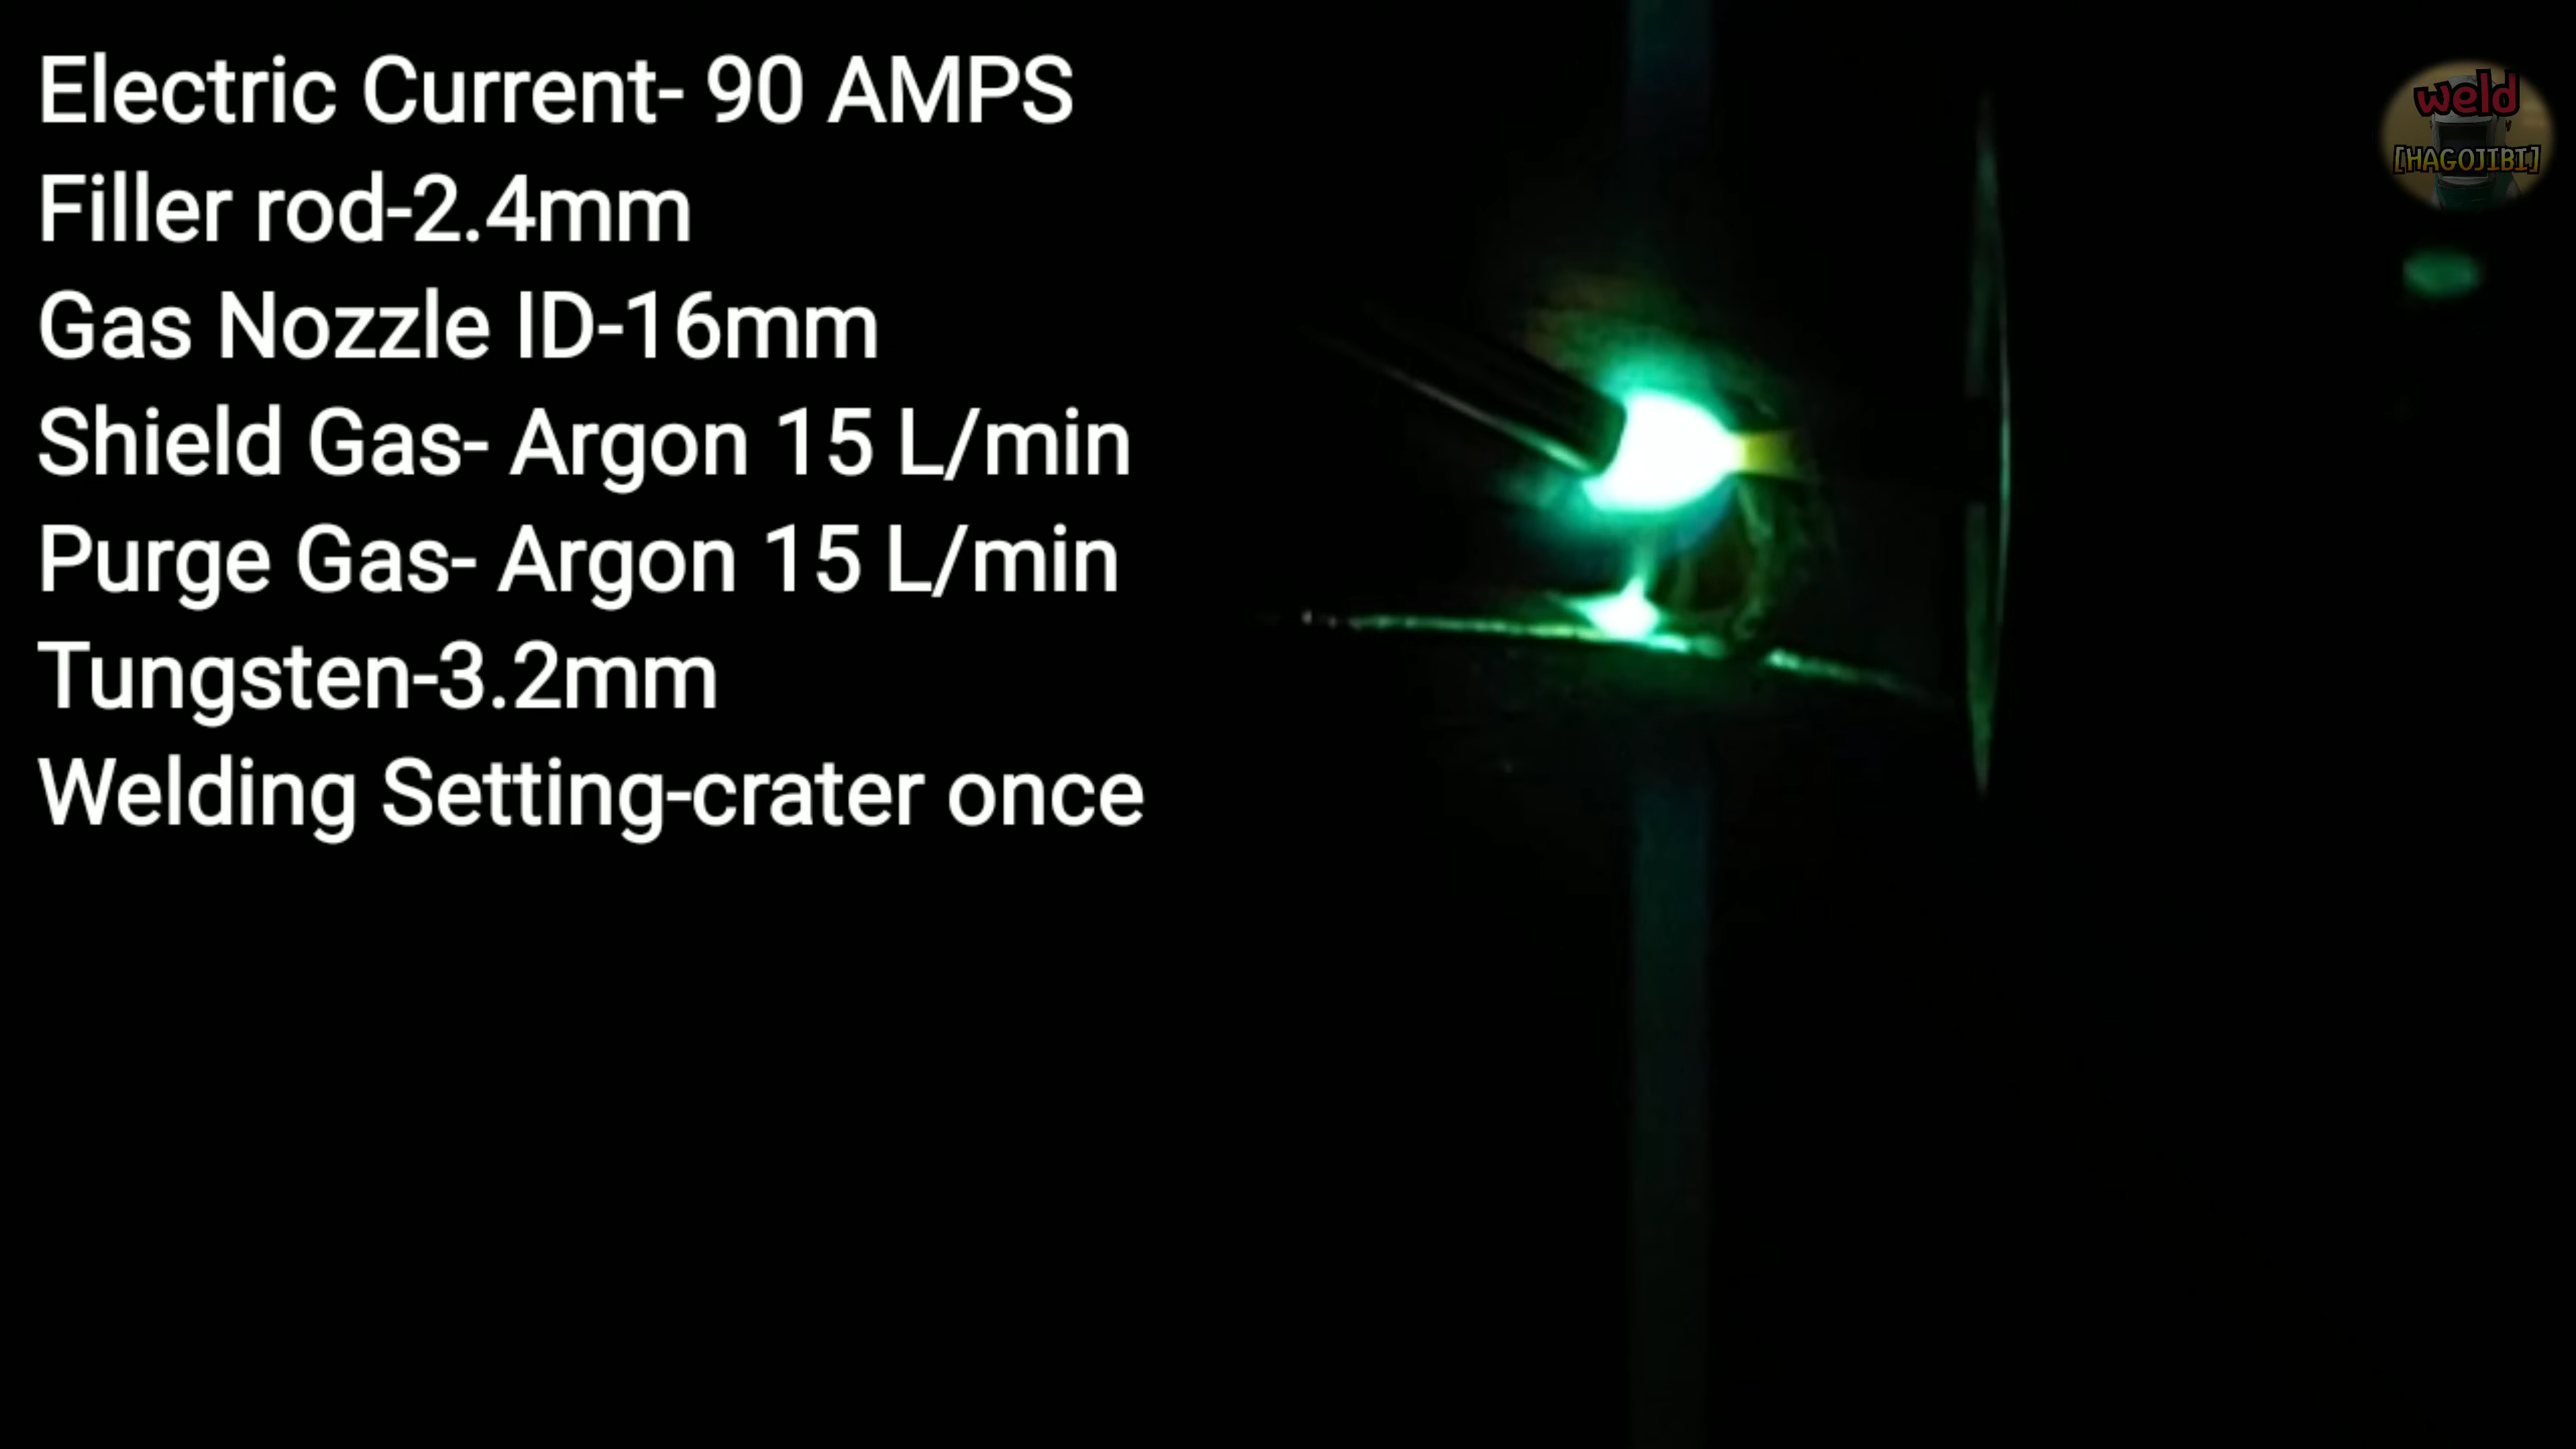 Electric Current- 90 AMPS
Filler rod-2.4mm
Gas Nozzle ID-16mm
Shield Gas- Argon 15 L/min
Purge Gas- Argon 15 L/min
Tungsten-3.2mm
Welding Setting-crater once
weld
[HAGOJIBI]